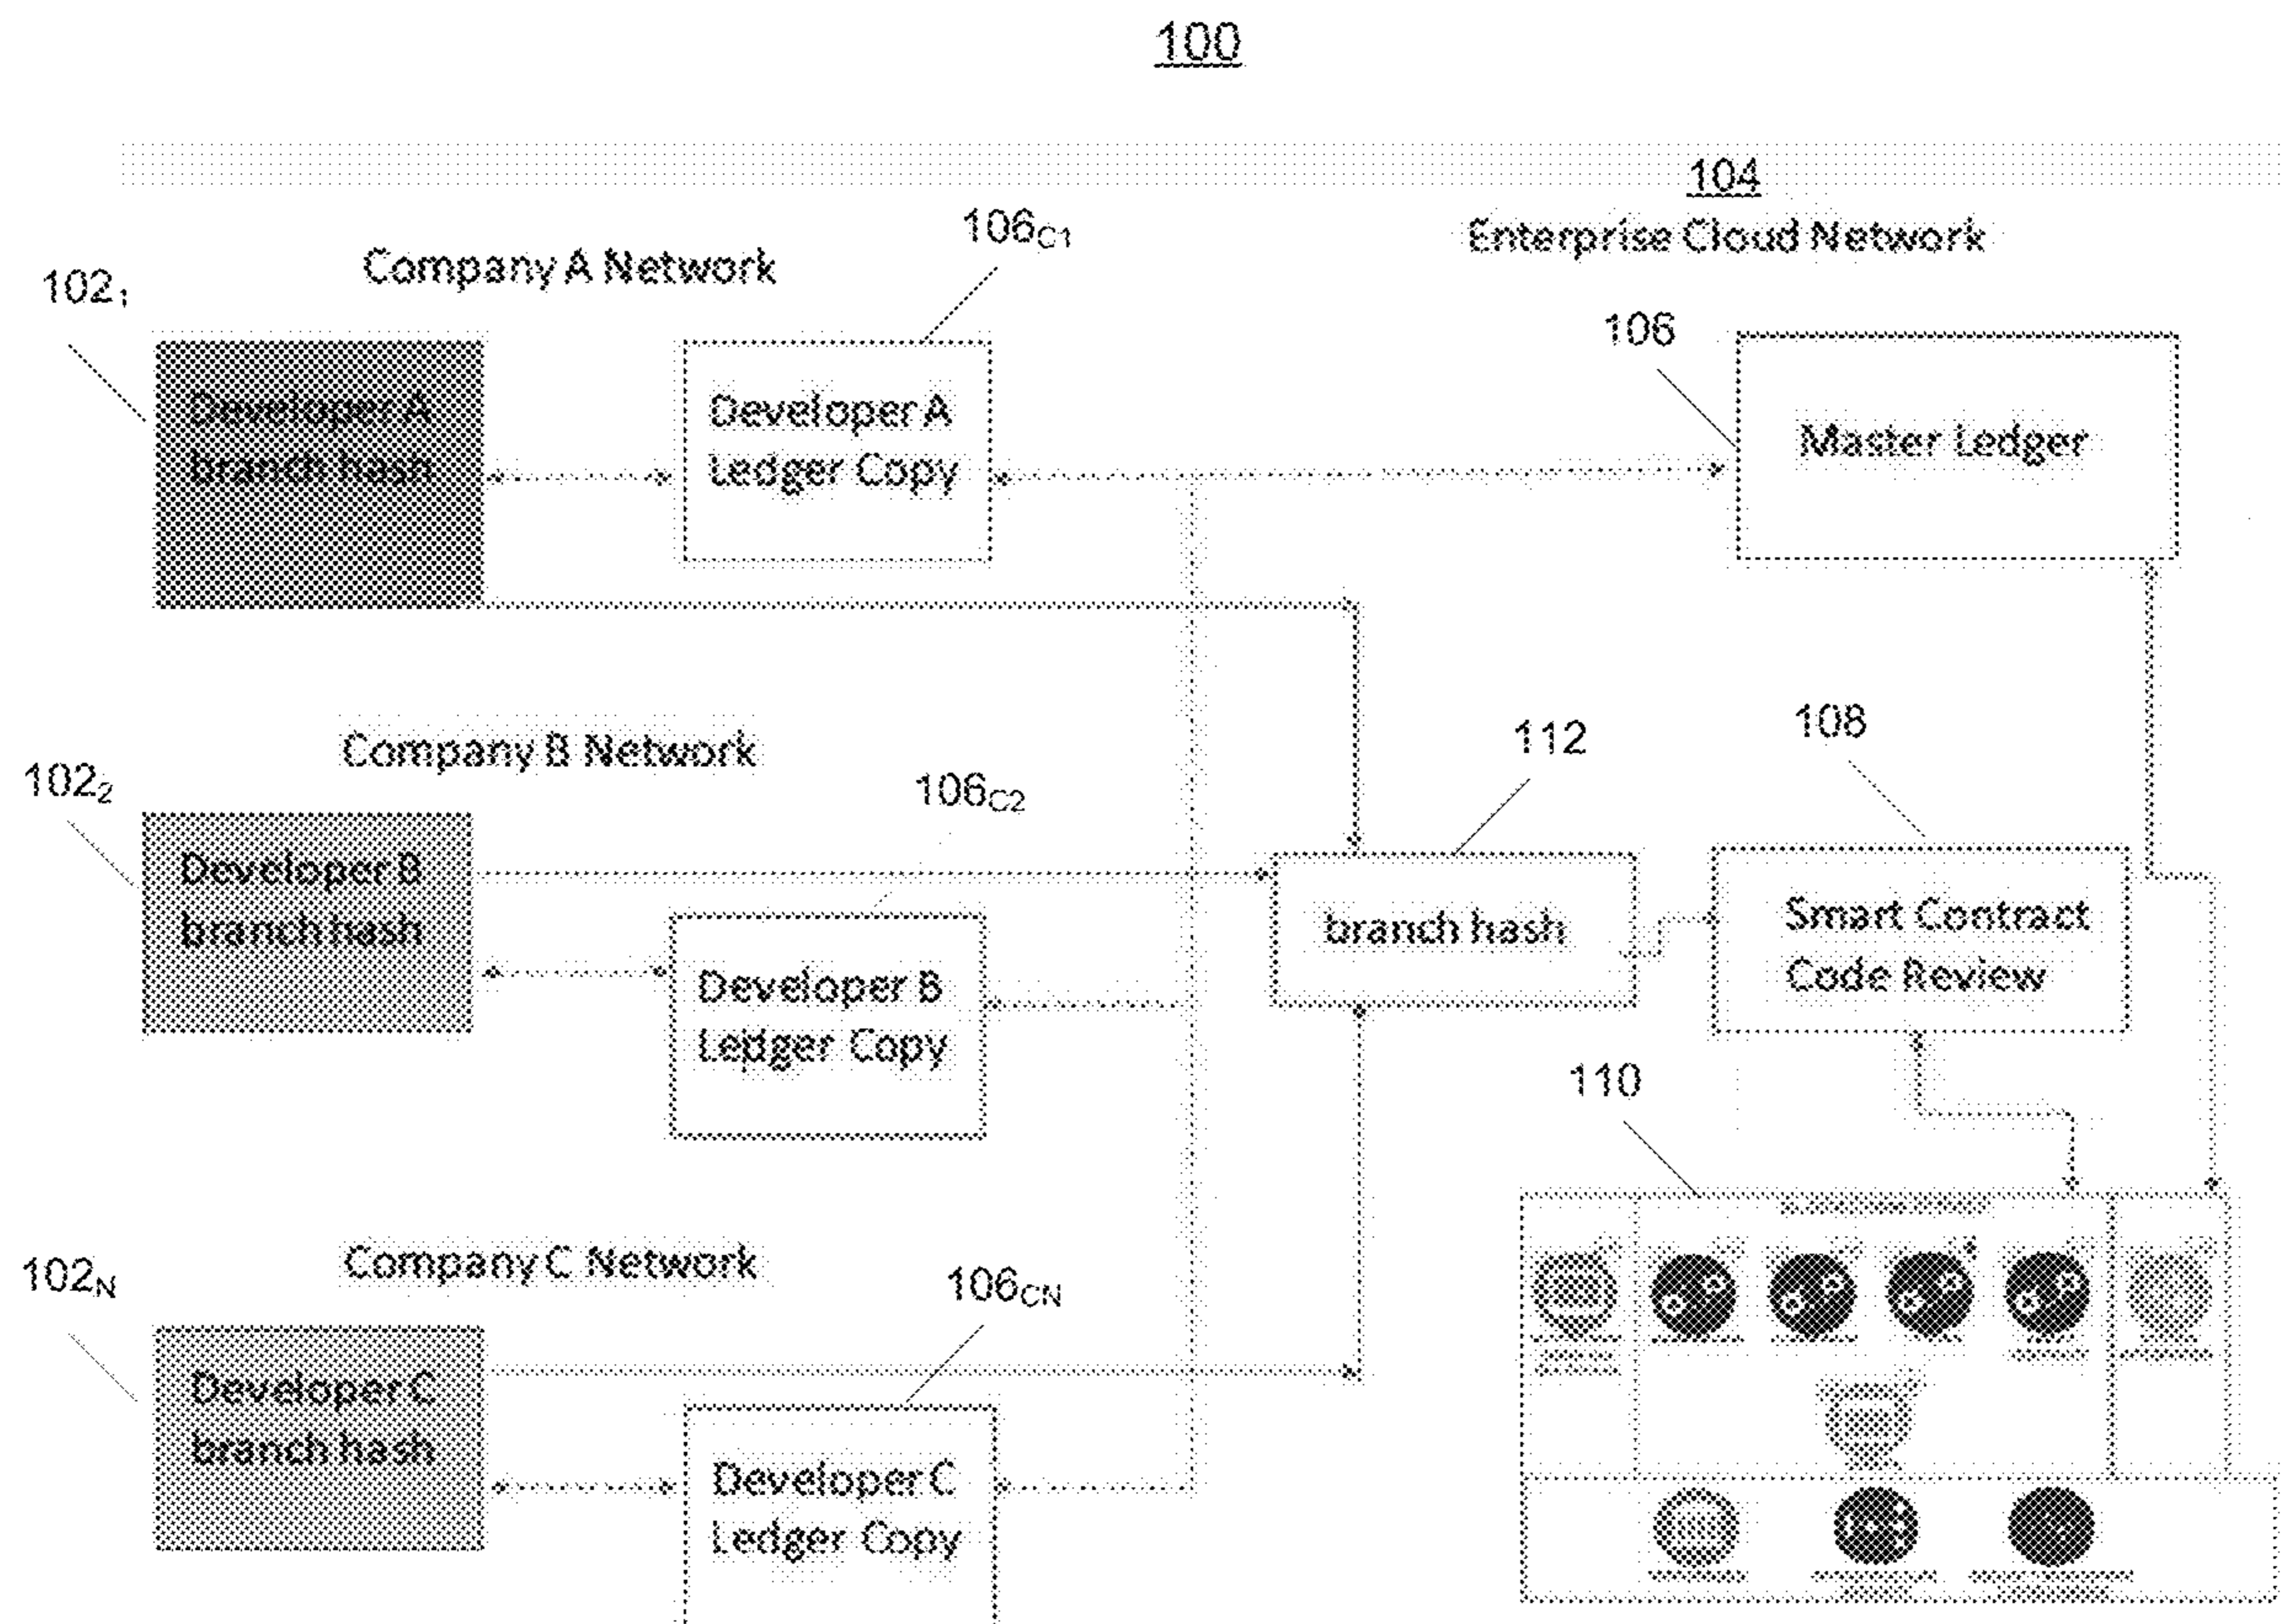 100
104
Enterprise Cloud Network
Company A Network
106C1
1021
106
Developer A
branch hash
Developer A
Ledger Copy
Master Ledger
Company B Network
112
108
1022
106C2
Developer B
branch hash
branch hash
Smart Contract
Code Review
Developer B
Ledger Copy
110
Company C Network
102N
106CN
Developer C
branch hash
Developer C
Ledger Copy